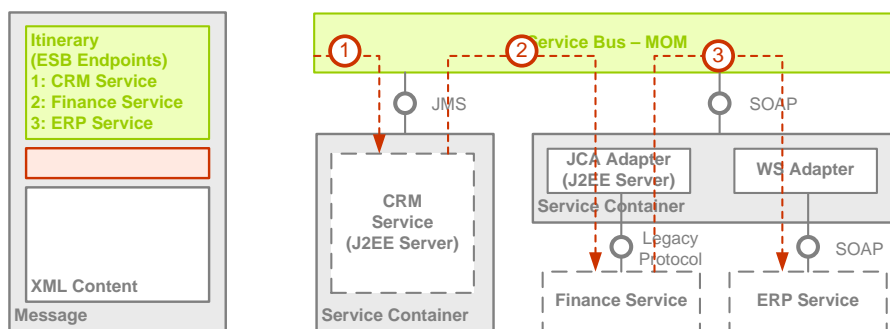 Itinerary
(ESB Endpoints)
1: CRM Service
2: Finance Service
3: ERP Service
XML Content
Message
1
2
3
Service Bus – MOM
JMS
SOAP
CRM
Service
(J2EE Server)
Service Container
JCA Adapter
(J2EE Server)
WS Adapter
Service Container
Legacy
Protocol
SOAP
Finance Service
ERP Service